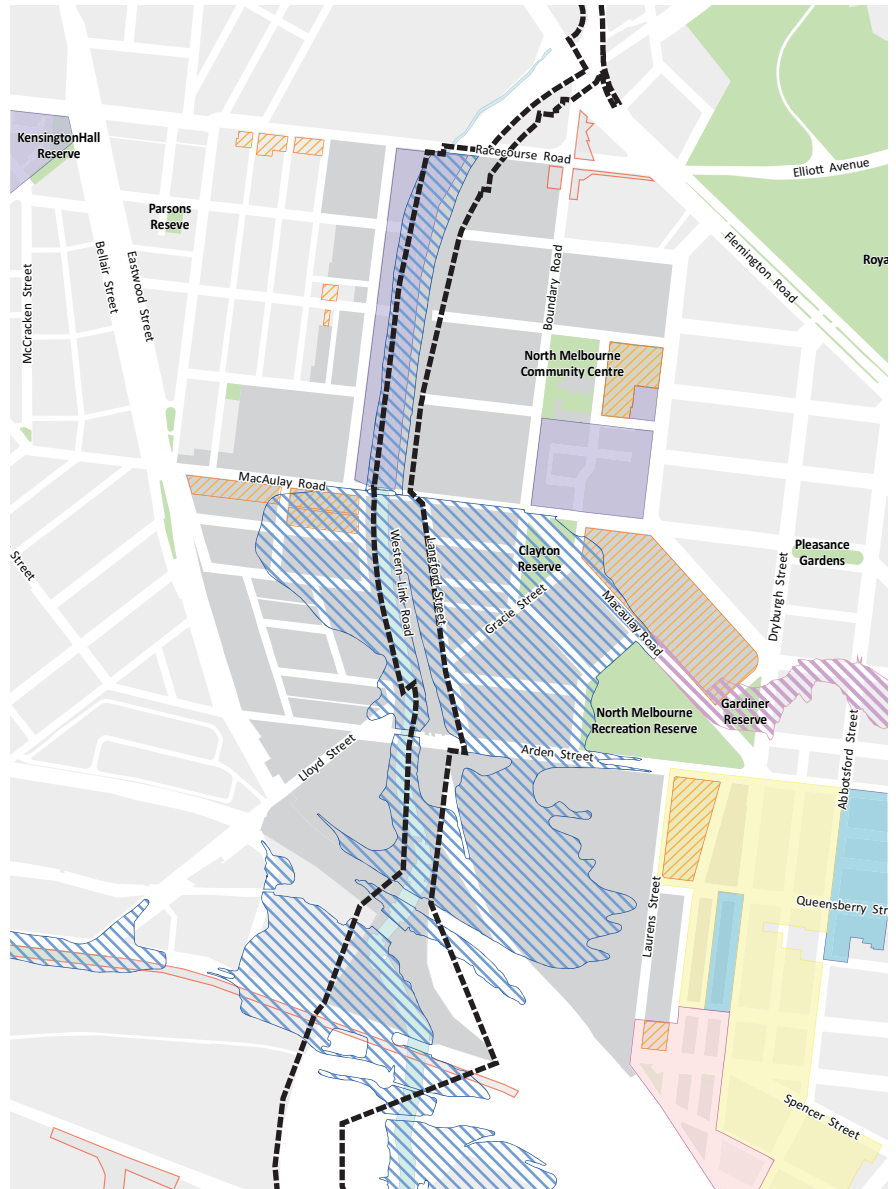 KensingtonHall
Reserve
Racecourse Road
Elliott Avenue
Parsons
Reseve
McCracken Street
Bellair Street
Eastwood Street
Flemington Road
Roya
Boundary Road
North Melbourne
Community Centre
MacAulay Road
Western Link Road
Langford Street
Clayton
Reserve
Gracie Street
Macaulay Road
Pleasance
Gardens
Dryburgh Street
Street
North Melbourne
Recreation Reserve
Gardiner
Reserve
Abbotsford Street
Lloyd Street
Arden Street
Laurens Street
Queensberry Str
Spencer Street